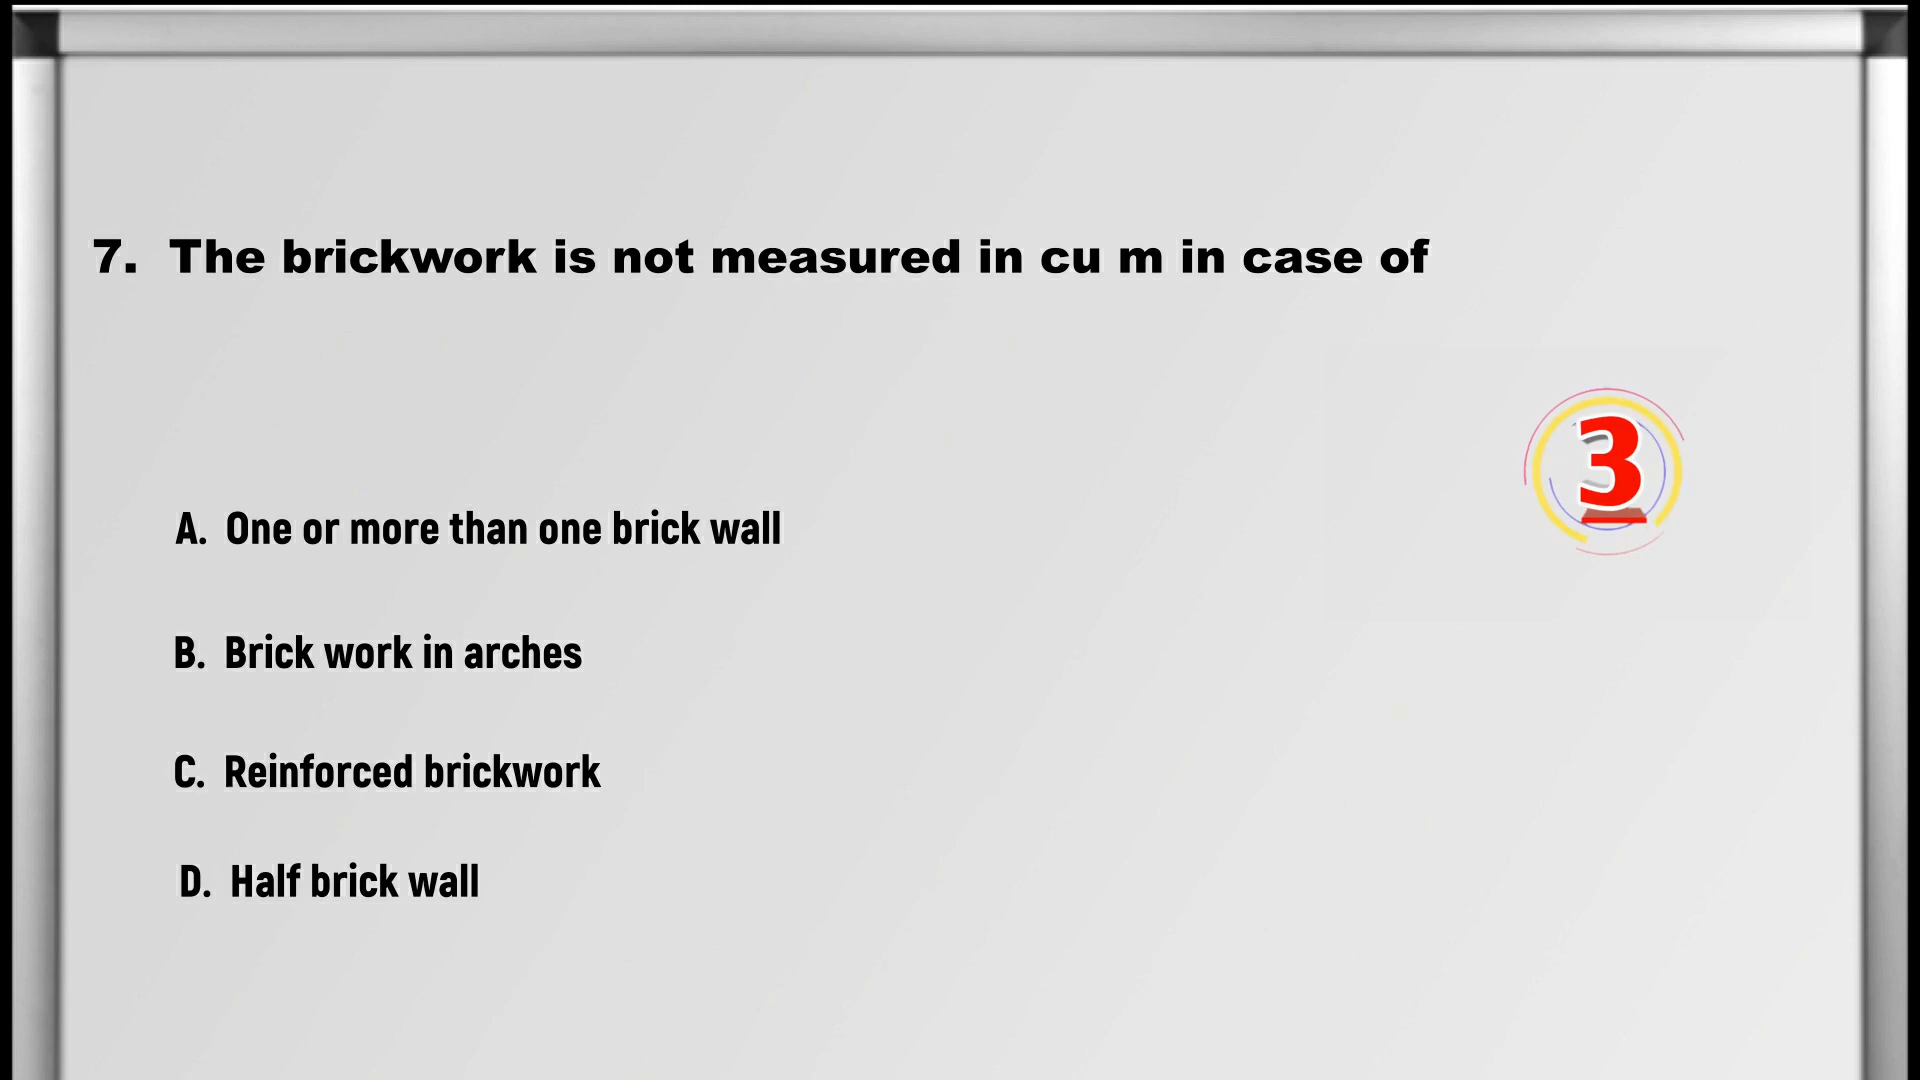 7. The brickwork is not measured in cu m in case of
3
A. One or more than one brick wall
B. Brick work in arches
C. Reinforced brickwork
D. Half brick wall